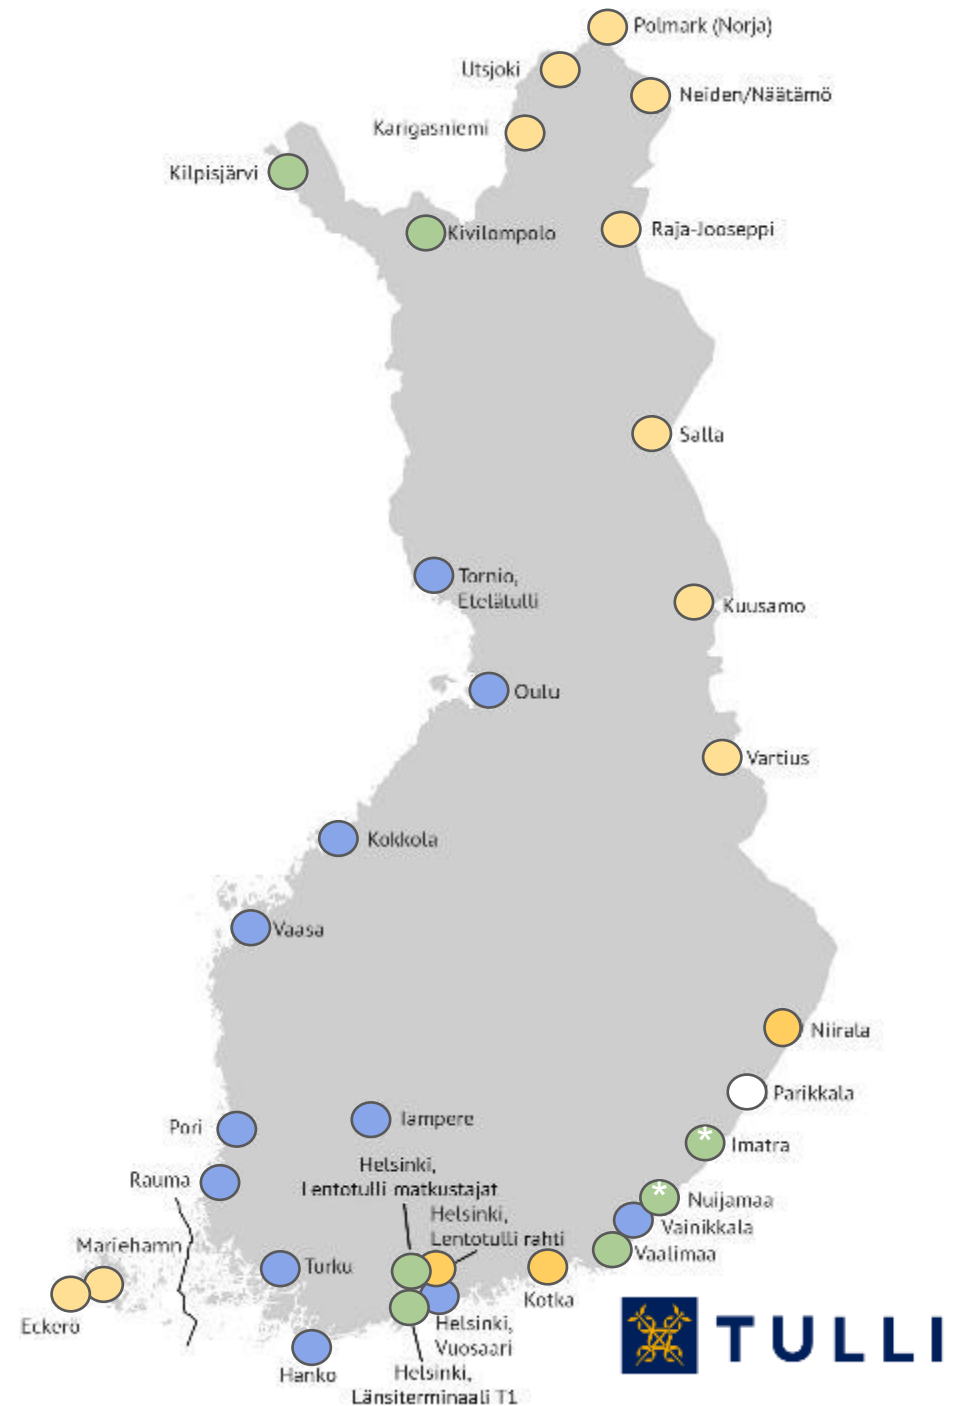 Polmark (Norja)
Utsjoki
Neiden/Näätämö
Karigasniemi
Kilpisjärvi
Kivilompolo
Raja-Jooseppi
Salla
Tornio,
Etelätulli
Kuusamo
Oulu
Vartius
Kokkola
Vaasa
Niirala
Parikkala
Pori
Tampere
*
Imatra
Helsinki,
Lentotulli matkustajat
Rauma
*
Nuijamaa
Helsinki,
Lentotulli rahti
Vainikkala
Mariehamn
Vaalimaa
Turku
Kotka
Eckerö
Helsinki,
Vuosaari
TULLI
Hanko
Helsinki,
Länsiterminaali T1